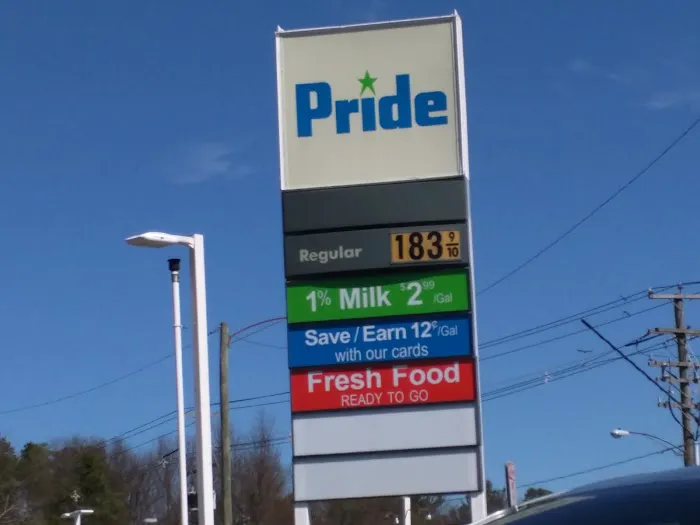 Pride
Regular 183 9/10
1% Milk $2.99/Gal
Save/Earn 12¢/Gal
with our cards
Fresh Food
READY TO GO